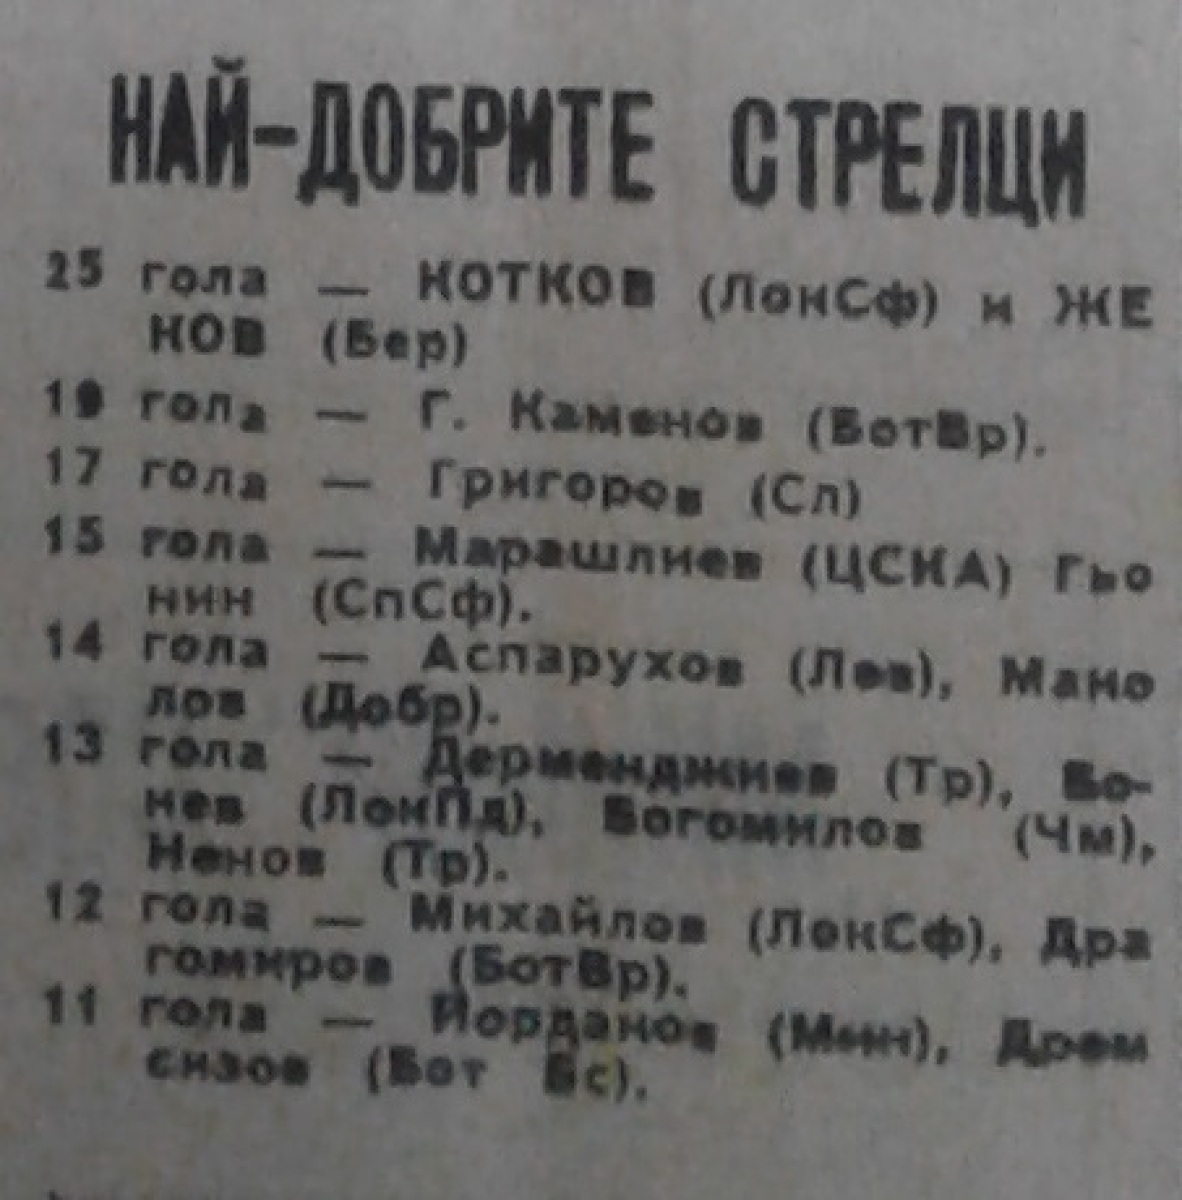 НАЙ-ДОБРИТЕ СТРЕЛЦИ
25 гола — КОТКОВ (ЛокСф) и ЖЕ
КОВ (Бер)
19 гола — Г. Каменов (БотВр).
17 гола — Григоров (Сл)
15 гола — Марашлиев (ЦСКА) Гьо
нин (СпСф).
14 гола — Аспарухов (Лев), Мано
лов (Добр).
13 гола — Дерменджиев (Тр), Бо-
нев (ЛокПд), Богомилов (Чм),
Ненов (Тр).
12 гола — Михайлов (ЛокСф), Дра
гомиров (БотВр).
11 гола — Йорданов (Мин), Дрем
сизов (Бот Бс).